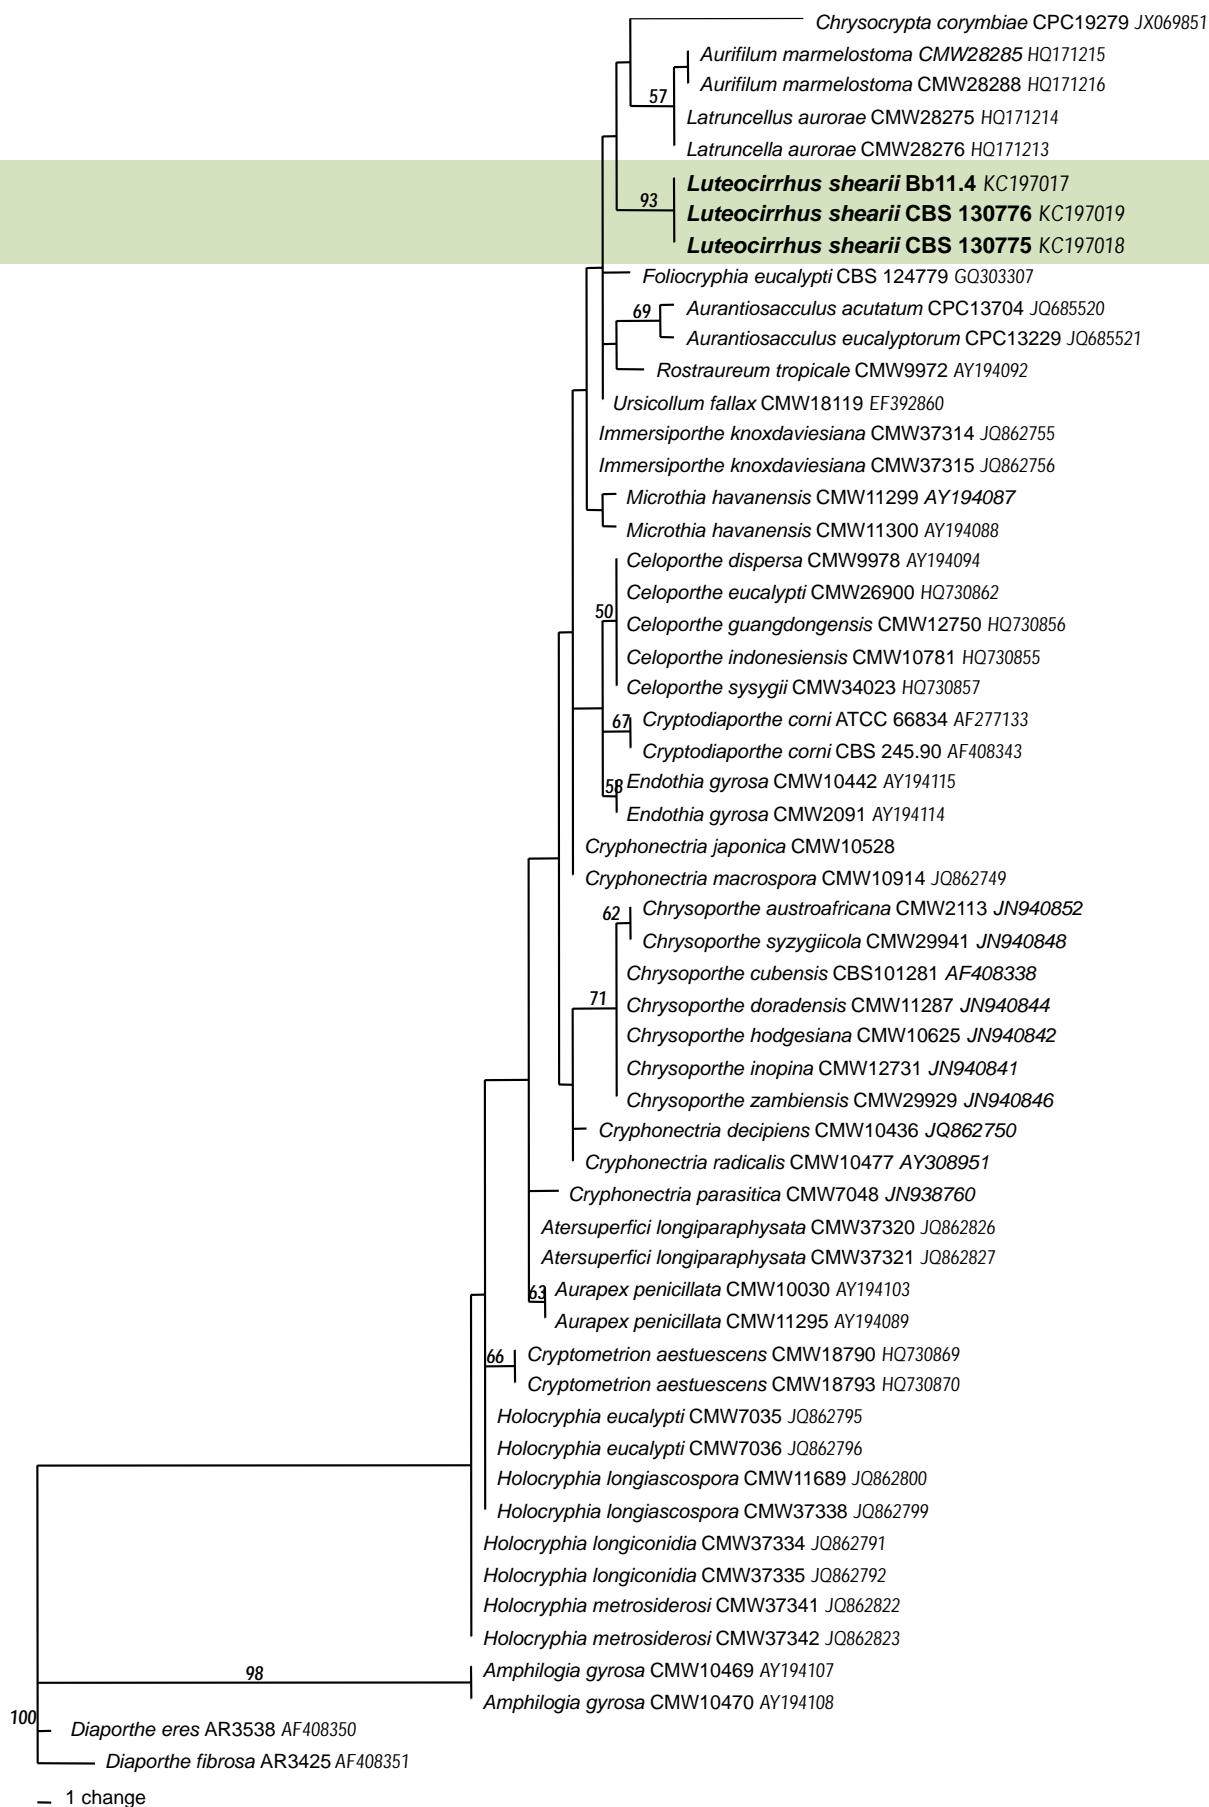 Chrysocrypta corymbiae CPC19279 JX069851
Aurifilum marmelostoma CMW28285 HQ171215
Aurifilum marmelostoma CMW28288 HQ171216
57
Latruncellus aurorae CMW28275 HQ171214
Latruncella aurorae CMW28276 HQ171213
Luteocirrhus shearii Bb11.4 KC197017
93
Luteocirrhus shearii CBS 130776 KC197019
Luteocirrhus shearii CBS 130775 KC197018
Foliocryphia eucalypti CBS 124779 GQ303307
69
Aurantiosacculus acutatum CPC13704 JQ685520
Aurantiosacculus eucalyptorum CPC13229 JQ685521
Rostraureum tropicale CMW9972 AY194092
Ursicollum fallax CMW18119 EF392860
Immersiporthe knoxdaviesiana CMW37314 JQ862755
Immersiporthe knoxdaviesiana CMW37315 JQ862756
Microthia havanensis CMW11299 AY194087
Microthia havanensis CMW11300 AY194088
Celoporthe dispersa CMW9978 AY194094
Celoporthe eucalypti CMW26900 HQ730862
50
Celoporthe guangdongensis CMW12750 HQ730856
Celoporthe indonesiensis CMW10781 HQ730855
Celoporthe sysygii CMW34023 HQ730857
67
Cryptodiaporthe corni ATCC 66834 AF277133
Cryptodiaporthe corni CBS 245.90 AF408343
58
Endothia gyrosa CMW10442 AY194115
Endothia gyrosa CMW2091 AY194114
Cryphonectria japonica CMW10528
Cryphonectria macrospora CMW10914 JQ862749
62
Chrysoporthe austroafricana CMW2113 JN940852
Chrysoporthe syzygiicola CMW29941 JN940848
Chrysoporthe cubensis CBS101281 AF408338
71
Chrysoporthe doradensis CMW11287 JN940844
Chrysoporthe hodgesiana CMW10625 JN940842
Chrysoporthe inopina CMW12731 JN940841
Chrysoporthe zambiensis CMW29929 JN940846
Cryphonectria decipiens CMW10436 JQ862750
Cryphonectria radicalis CMW10477 AY308951
Cryphonectria parasitica CMW7048 JN938760
Atersuperfici longiparaphysata CMW37320 JQ862826
Atersuperfici longiparaphysata CMW37321 JQ862827
63
Aurapex penicillata CMW10030 AY194103
Aurapex penicillata CMW11295 AY194089
66
Cryptometrion aestuescens CMW18790 HQ730869
Cryptometrion aestuescens CMW18793 HQ730870
Holocryphia eucalypti CMW7035 JQ862795
Holocryphia eucalypti CMW7036 JQ862796
Holocryphia longiascospora CMW11689 JQ862800
Holocryphia longiascospora CMW37338 JQ862799
Holocryphia longiconidia CMW37334 JQ862791
Holocryphia longiconidia CMW37335 JQ862792
Holocryphia metrosiderosi CMW37341 JQ862822
Holocryphia metrosiderosi CMW37342 JQ862823
98
Amphilogia gyrosa CMW10469 AY194107
Amphilogia gyrosa CMW10470 AY194108
100
Diaporthe eres AR3538 AF408350
Diaporthe fibrosa AR3425 AF408351
1 change